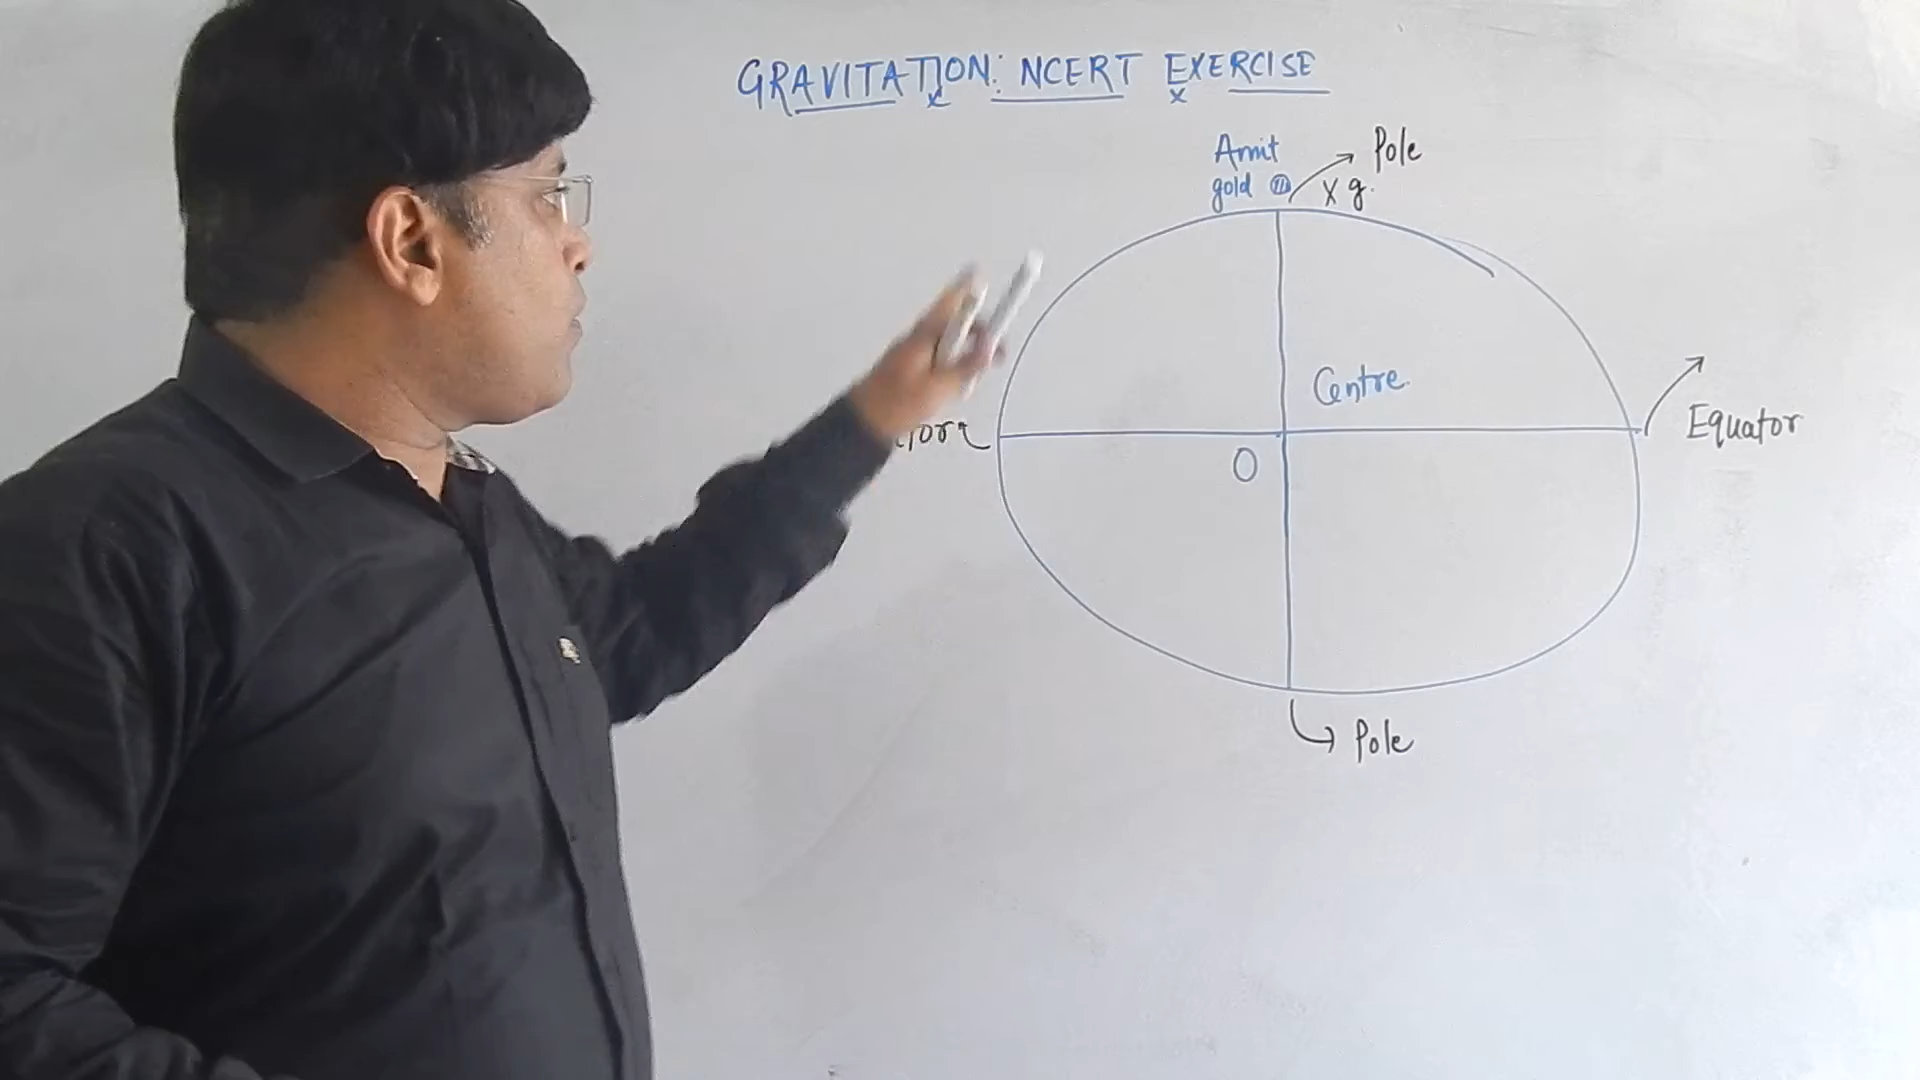 GRAVITATION: NCERT EXERCISE
Amit
gold
Pole
X g.
Centre.
Equator
O
Pole